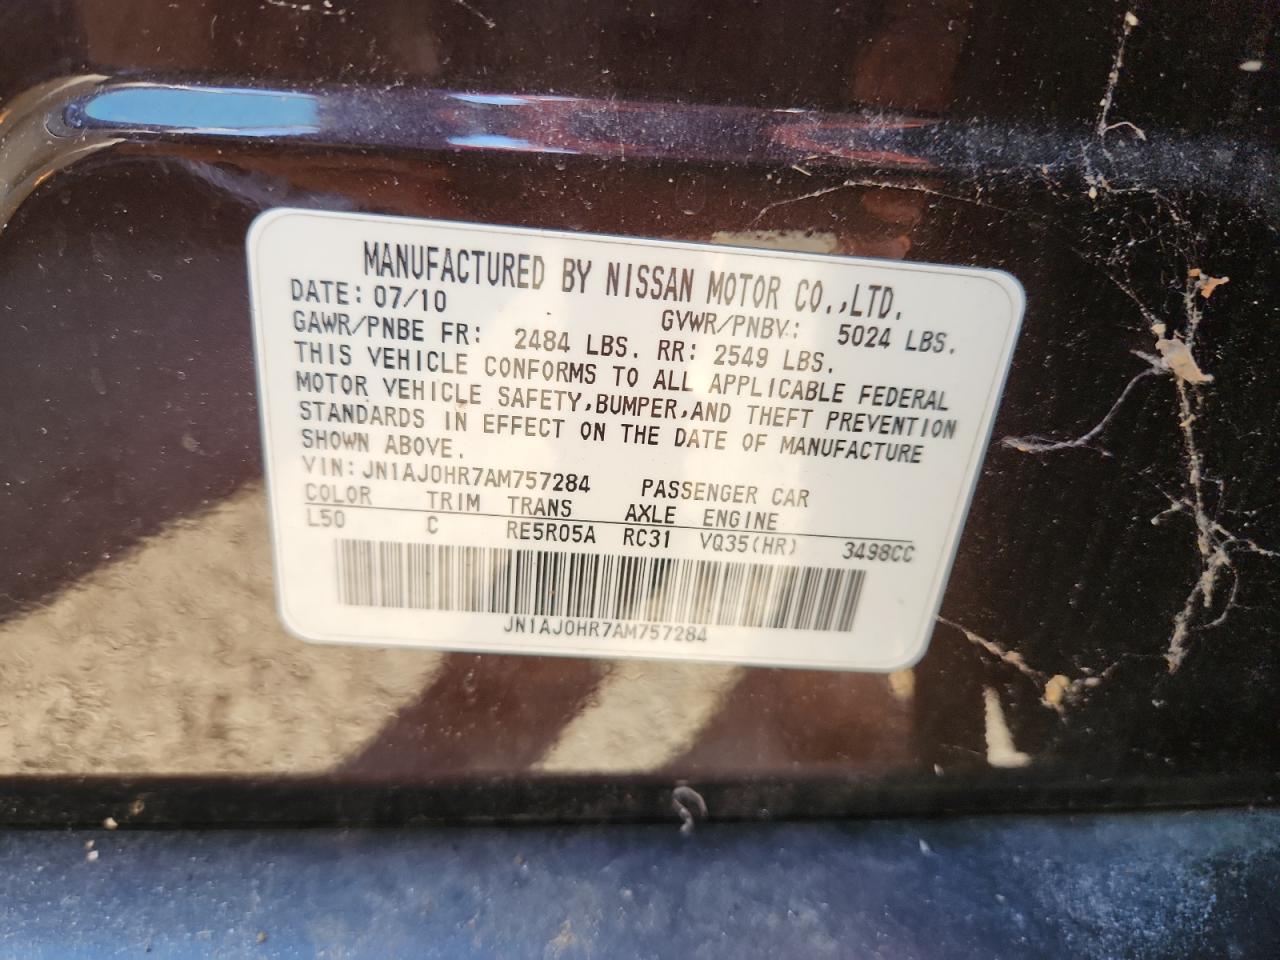 MANUFACTURED BY NISSAN MOTOR CO.,LTD.
DATE: 07/10 GVWR/PNBV: 5024 LBS.
GAWR/PNBE FR: 2484 LBS. RR: 2549 LBS.
THIS VEHICLE CONFORMS TO ALL APPLICABLE FEDERAL
MOTOR VEHICLE SAFETY,BUMPER,AND THEFT PREVENTION
STANDARDS IN EFFECT ON THE DATE OF MANUFACTURE
SHOWN ABOVE.
VIN: JN1AJ0HR7AM757284 PASSENGER CAR
COLOR TRIM TRANS AXLE ENGINE
L50 C RE5R05A RC31 VQ35(HR) 3498CC
JN1AJ0HR7AM757284